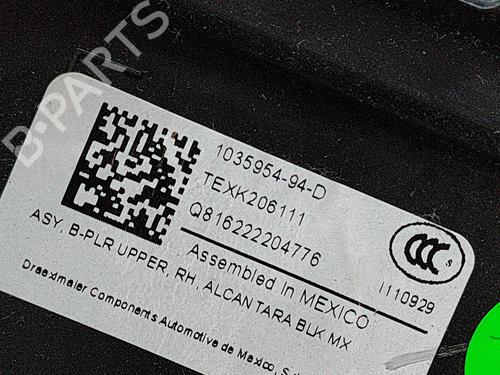 B-PARTS
1035954-94-D
TEXK206111
Q816222204776
Assembled In MEXICO
CCC S
I110929
ASY, B-PLR UPPER, RH, ALCANTARA BLK MX
Draexlmaier Components Automotive de Mexico, S.